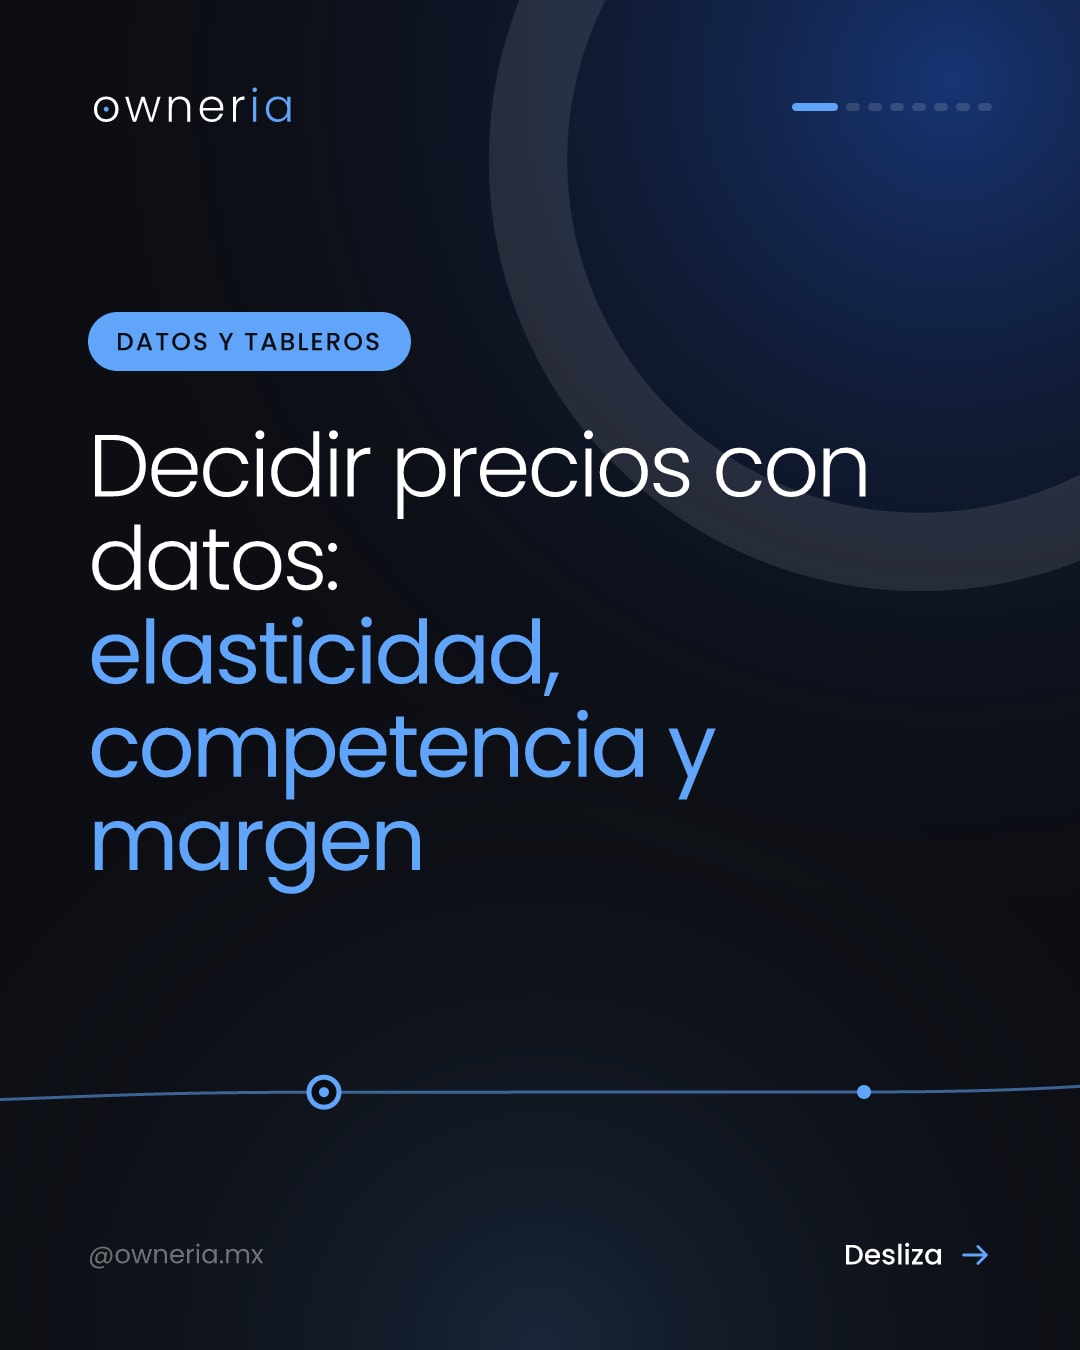 owneria
DATOS Y TABLEROS
Decidir precios con
datos:
elasticidad,
competencia y
margen
@owneria.mx
Desliza →